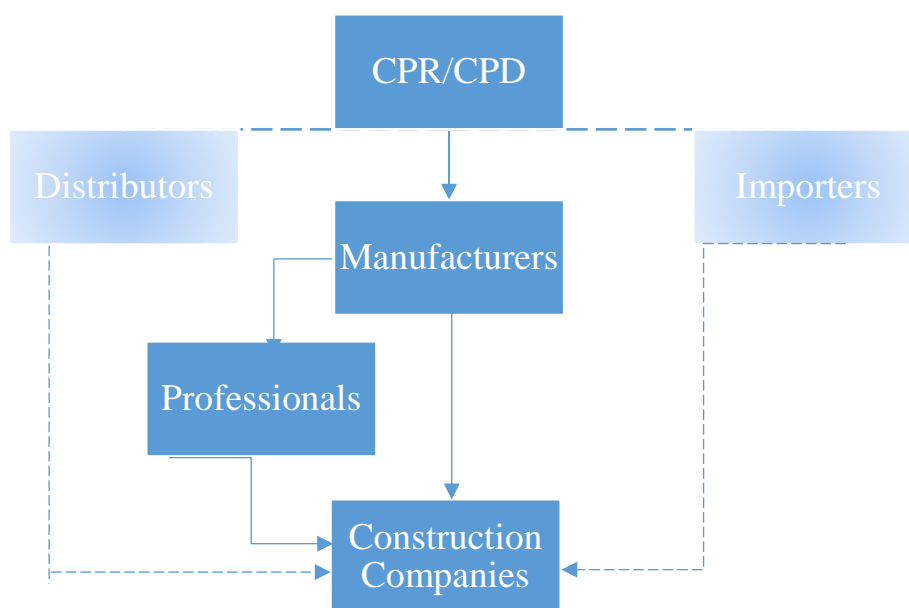 CPR/CPD
Distributors
Importers
Manufacturers
Professionals
Construction
Companies